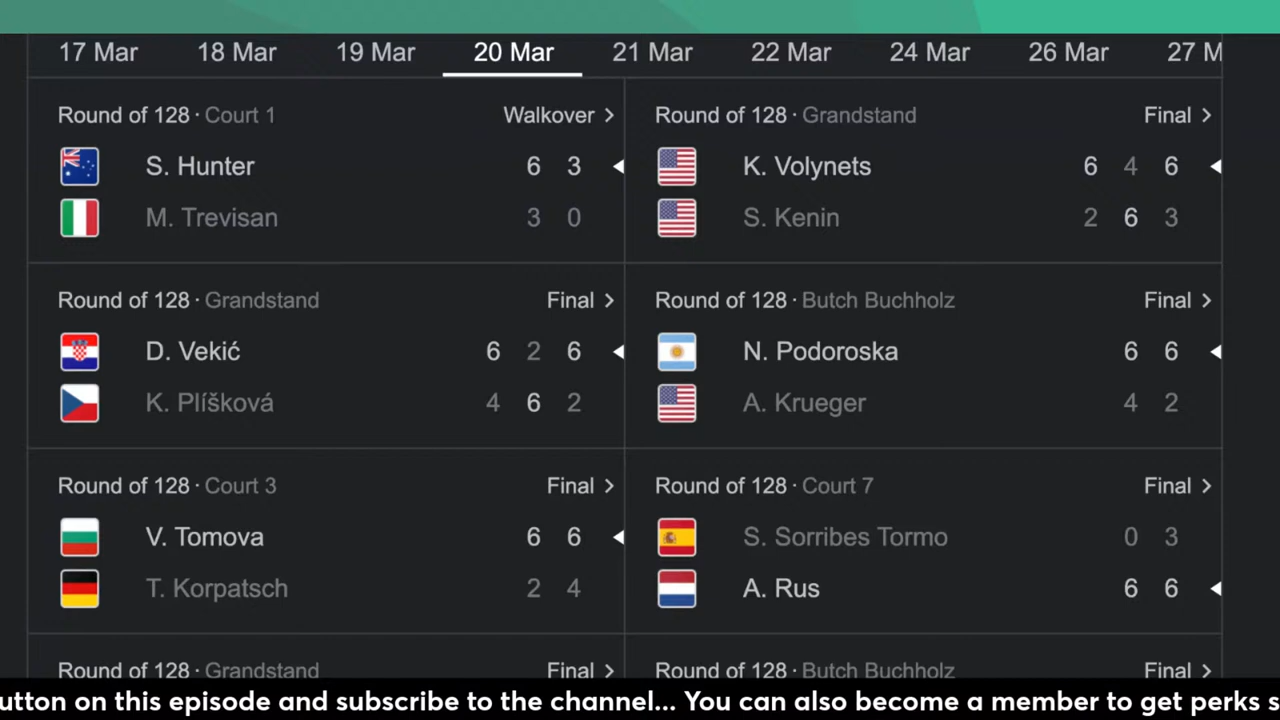 17 Mar 18 Mar 19 Mar 20 Mar 21 Mar 22 Mar 24 Mar 26 Mar 27 M
Round of 128 · Court 1 Walkover >
S. Hunter 6 3
M. Trevisan 3 0
Round of 128 · Grandstand Final >
K. Volynets 6 4 6
S. Kenin 2 6 3
Round of 128 · Grandstand Final >
D. Vekić 6 2 6
K. Plíšková 4 6 2
Round of 128 · Butch Buchholz Final >
N. Podoroska 6 6
A. Krueger 4 2
Round of 128 · Court 3 Final >
V. Tomova 6 6
T. Korpatsch 2 4
Round of 128 · Court 7 Final >
S. Sorribes Tormo 0 3
A. Rus 6 6
Round of 128 · Grandstand Final >
Round of 128 · Butch Buchholz Final >
utton on this episode and subscribe to the channel... You can also become a member to get perks s